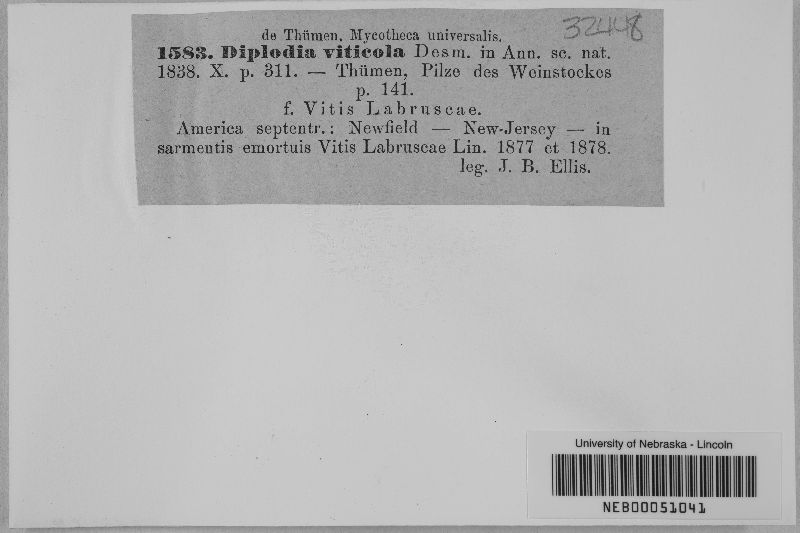 de Thümen, Mycotheca universalis.
32448
1583. Diplodia viticola Desm. in Ann. sc. nat.
1838. X. p. 311. — Thümen, Pilze des Weinstockes
p. 141.
f. Vitis Labruscae.
America septentr.: Newfield — New-Jersey — in
sarmentis emortuis Vitis Labruscae Lin. 1877 et 1878.
leg. J. B. Ellis.
University of Nebraska - Lincoln
NEB00051041